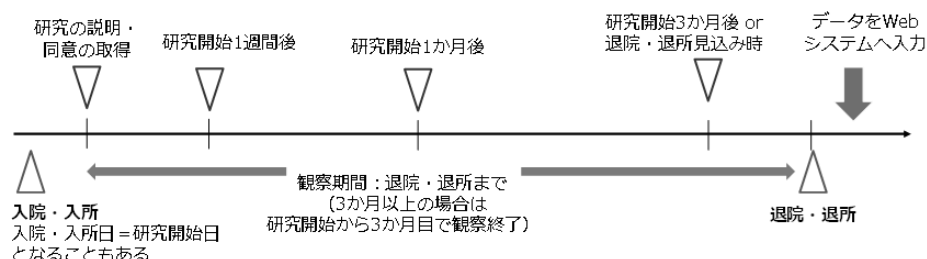 研究の説明・
同意の取得
研究開始1週間後
研究開始1か月後
研究開始3か月後 or
退院・退所見込み時
データをWeb
システムへ入力
観察期間：退院・退所まで
(3か月以上の場合は
研究開始から3か月目で観察終了)
入院・入所
入院・入所日＝研究開始日
となることもある
退院・退所